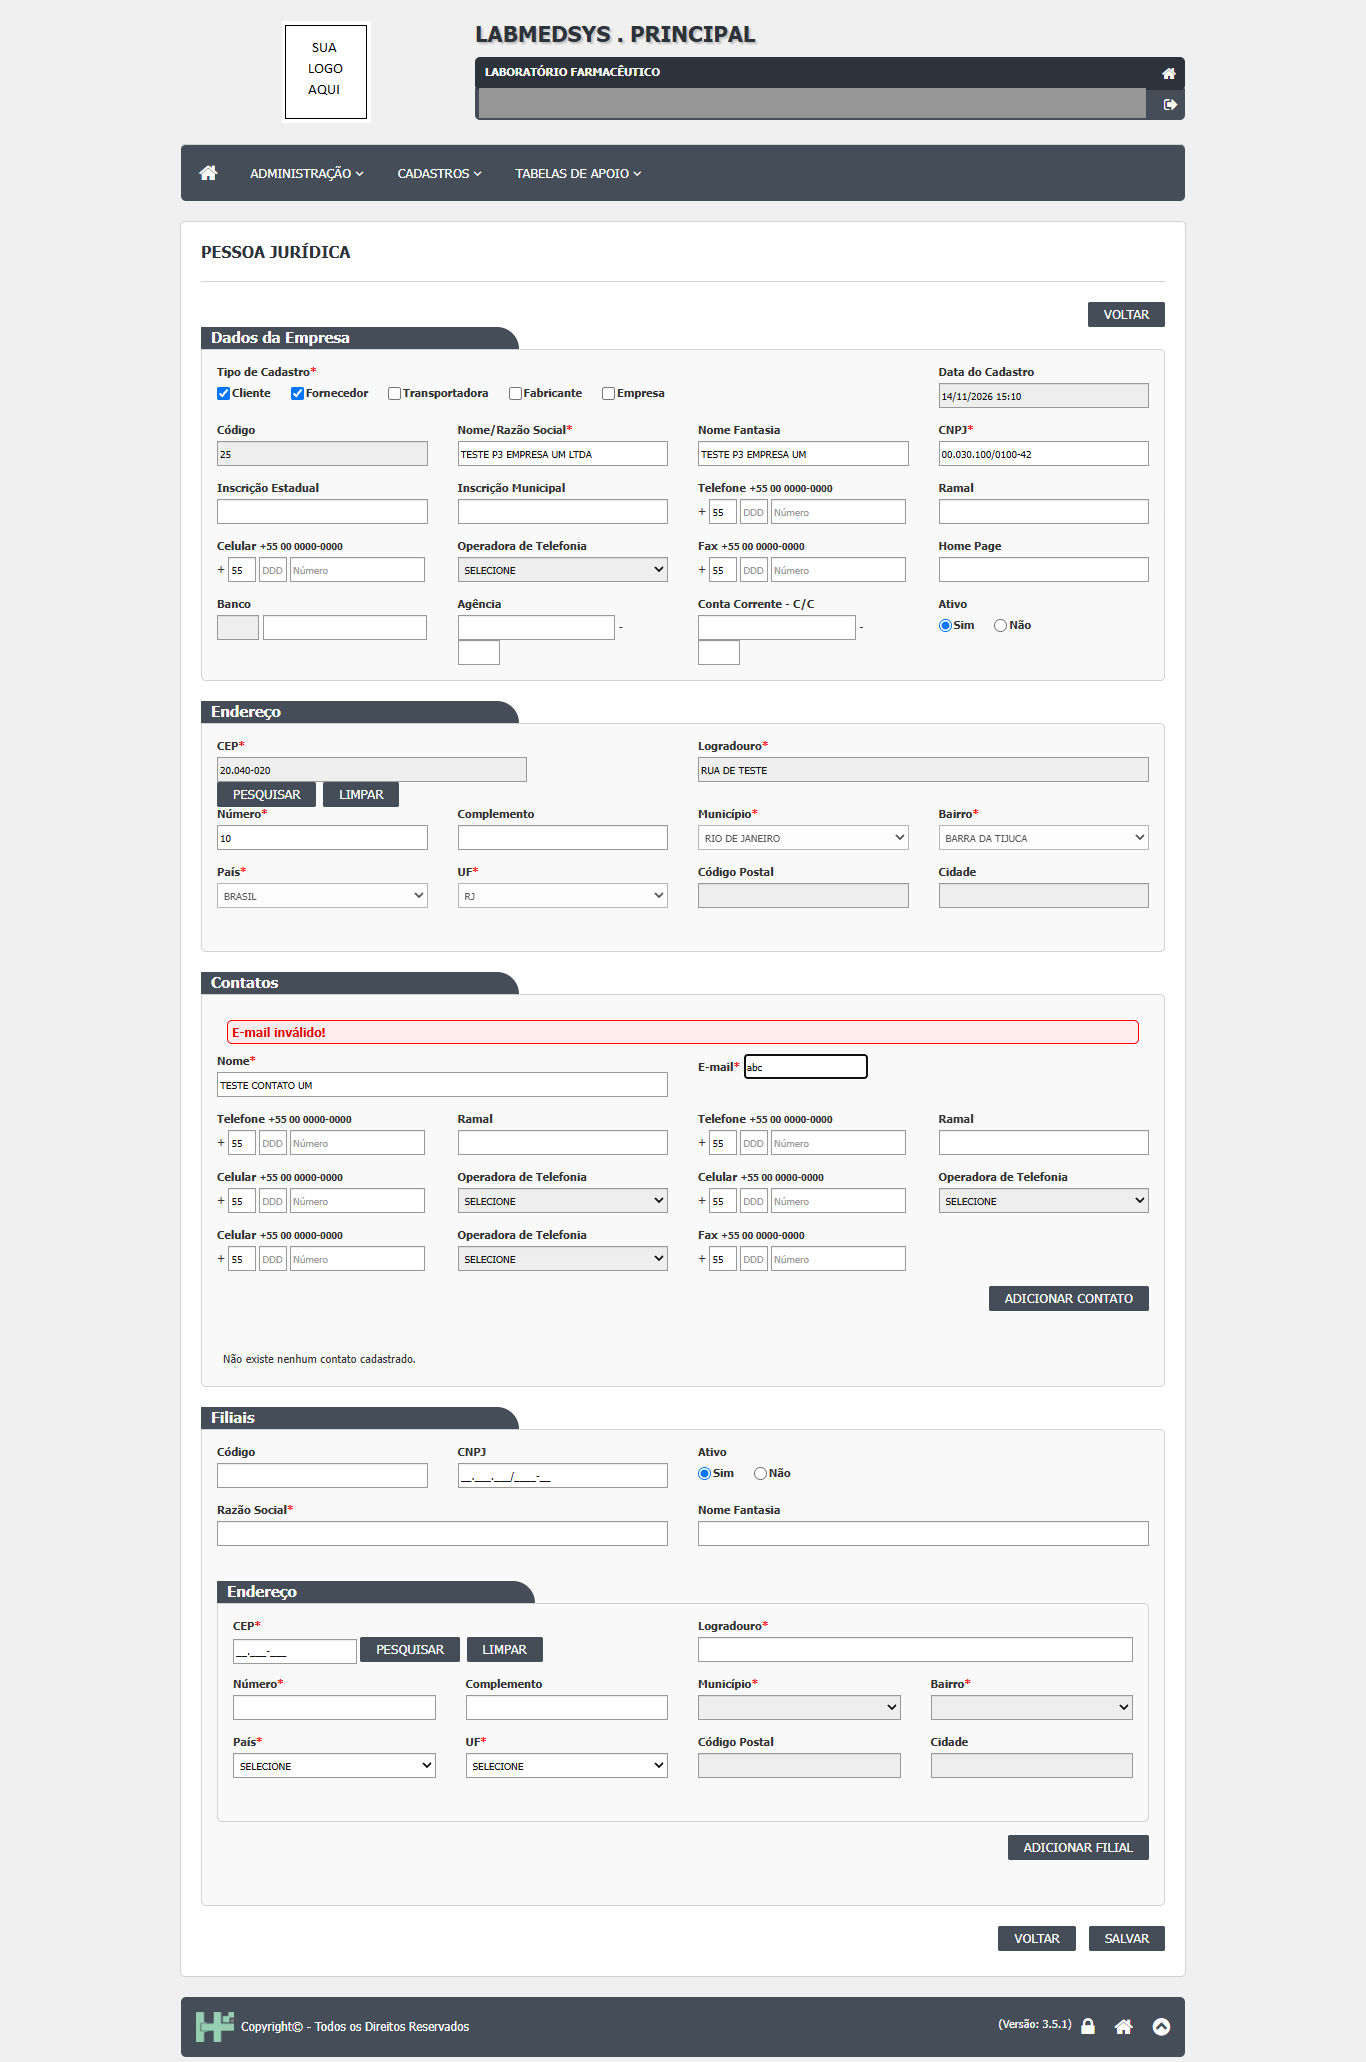 SUA
LOGO
AQUI
LABMEDSYS . PRINCIPAL
LABORATÓRIO FARMACÊUTICO
ADMINISTRAÇÃO CADASTROS TABELAS DE APOIO
PESSOA JURÍDICA
VOLTAR
Dados da Empresa
Tipo de Cadastro* Data do Cadastro
Cliente Fornecedor Transportadora Fabricante Empresa 14/11/2026 15:10
Código Nome/Razão Social* Nome Fantasia CNPJ*
25 TESTE P3 EMPRESA UM LTDA TESTE P3 EMPRESA UM 00.030.100/0100-42
Inscrição Estadual Inscrição Municipal Telefone +55 00 0000-0000 Ramal
+ 55 DDD Número
Celular +55 00 0000-0000 Operadora de Telefonia Fax +55 00 0000-0000 Home Page
+ 55 DDD Número SELECIONE + 55 DDD Número
Banco Agência Conta Corrente - C/C Ativo
- - Sim Não
Endereço
CEP* Logradouro*
20.040-020 RUA DE TESTE
PESQUISAR LIMPAR
Número* Complemento Município* Bairro*
10 RIO DE JANEIRO BARRA DA TIJUCA
País* UF* Código Postal Cidade
BRASIL RJ
Contatos
E-mail inválido!
Nome* E-mail* abc
TESTE CONTATO UM
Telefone +55 00 0000-0000 Ramal Telefone +55 00 0000-0000 Ramal
+ 55 DDD Número + 55 DDD Número
Celular +55 00 0000-0000 Operadora de Telefonia Celular +55 00 0000-0000 Operadora de Telefonia
+ 55 DDD Número SELECIONE + 55 DDD Número SELECIONE
Celular +55 00 0000-0000 Operadora de Telefonia Fax +55 00 0000-0000
+ 55 DDD Número SELECIONE + 55 DDD Número
ADICIONAR CONTATO
Não existe nenhum contato cadastrado.
Filiais
Código CNPJ Ativo
__.___.___/____-__ Sim Não
Razão Social* Nome Fantasia
Endereço
CEP* Logradouro*
__.___-___ PESQUISAR LIMPAR
Número* Complemento Município* Bairro*
País* UF* Código Postal Cidade
SELECIONE SELECIONE
ADICIONAR FILIAL
VOLTAR SALVAR
Copyright© - Todos os Direitos Reservados (Versão: 3.5.1)